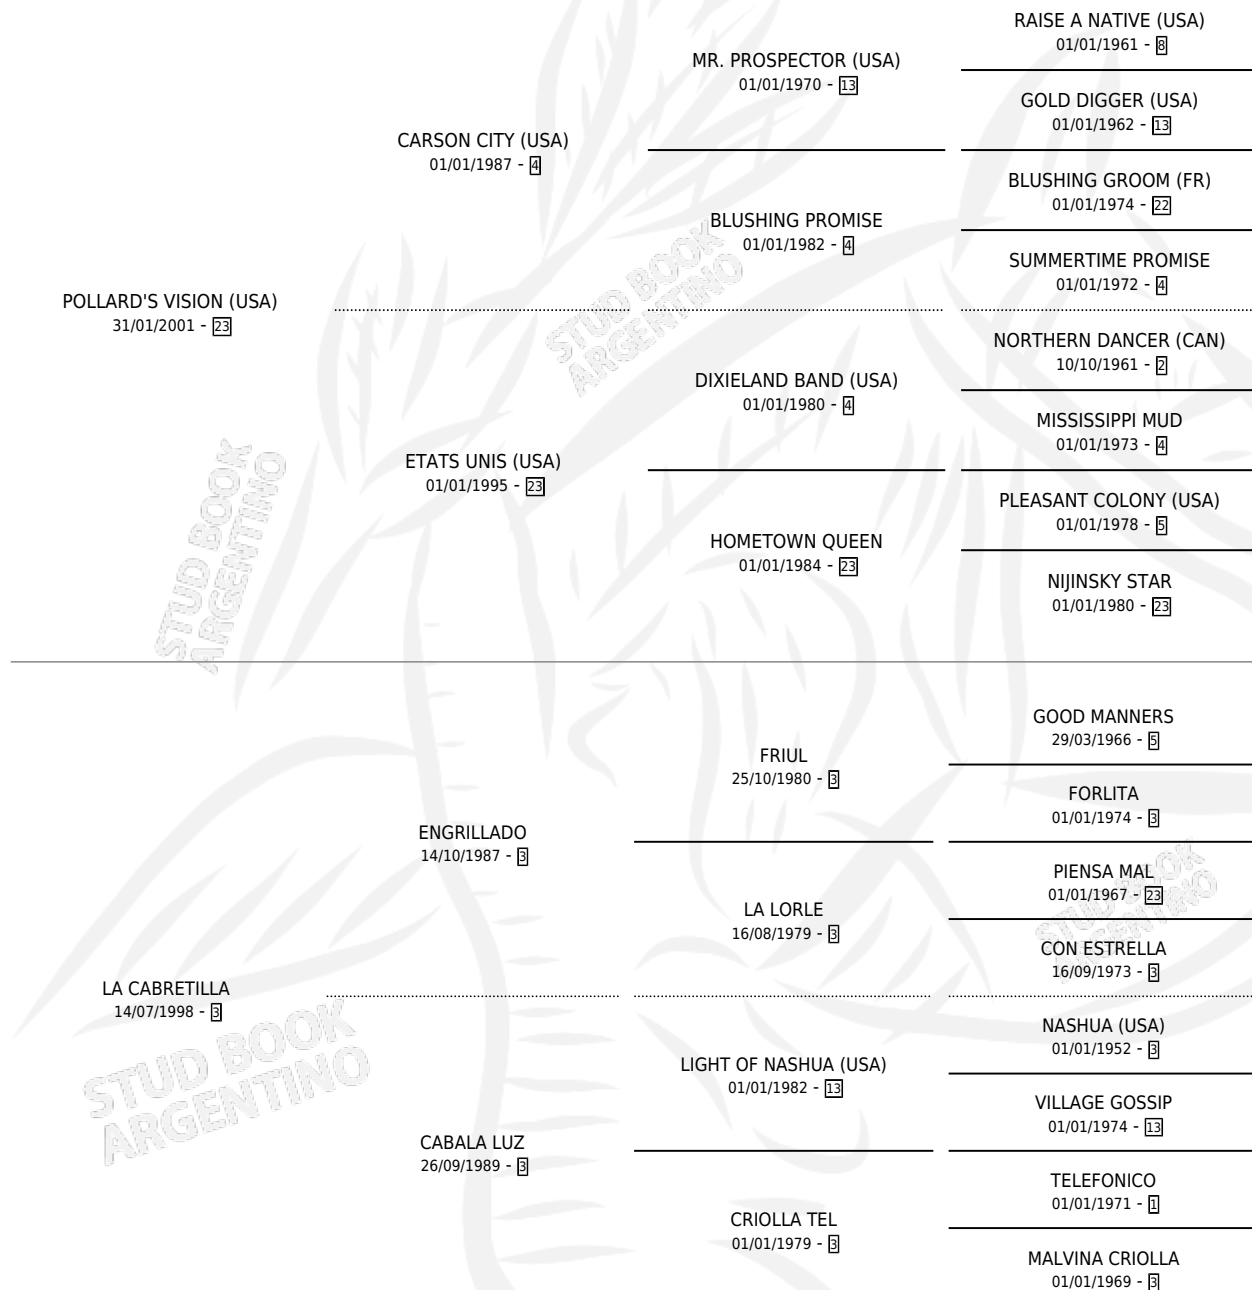 RAISE A NATIVE (USA)
01/01/1961 - 8
MR. PROSPECTOR (USA)
01/01/1970 - 13
GOLD DIGGER (USA)
01/01/1962 - 13
CARSON CITY (USA)
01/01/1987 - 4
BLUSHING GROOM (FR)
01/01/1974 - 22
BLUSHING PROMISE
01/01/1982 - 4
SUMMERTIME PROMISE
01/01/1972 - 4
POLLARD'S VISION (USA)
31/01/2001 - 23
STUD BOOK
ARGENTINO
NORTHERN DANCER (CAN)
10/10/1961 - 2
DIXIELAND BAND (USA)
01/01/1980 - 4
MISSISSIPPI MUD
01/01/1973 - 4
ETATS UNIS (USA)
01/01/1995 - 23
PLEASANT COLONY (USA)
01/01/1978 - 5
HOMETOWN QUEEN
01/01/1984 - 23
NIJINSKY STAR
01/01/1980 - 23
STUD BOOK
ARGENTINO
GOOD MANNERS
29/03/1966 - 5
FRIUL
25/10/1980 - 3
FORLITA
01/01/1974 - 3
ENGRILLADO
14/10/1987 - 3
PIENSA MAL
01/01/1967 - 23
LA LORLE
16/08/1979 - 3
STUD BOOK
ARGENTINO
CON ESTRELLA
16/09/1973 - 3
LA CABRETILLA
14/07/1998 - 3
NASHUA (USA)
01/01/1952 - 3
LIGHT OF NASHUA (USA)
01/01/1982 - 13
STUD BOOK
ARGENTINO
VILLAGE GOSSIP
01/01/1974 - 13
CABALA LUZ
26/09/1989 - 3
TELEFONICO
01/01/1971 - 1
CRIOLLA TEL
01/01/1979 - 3
MALVINA CRIOLLA
01/01/1969 - 3